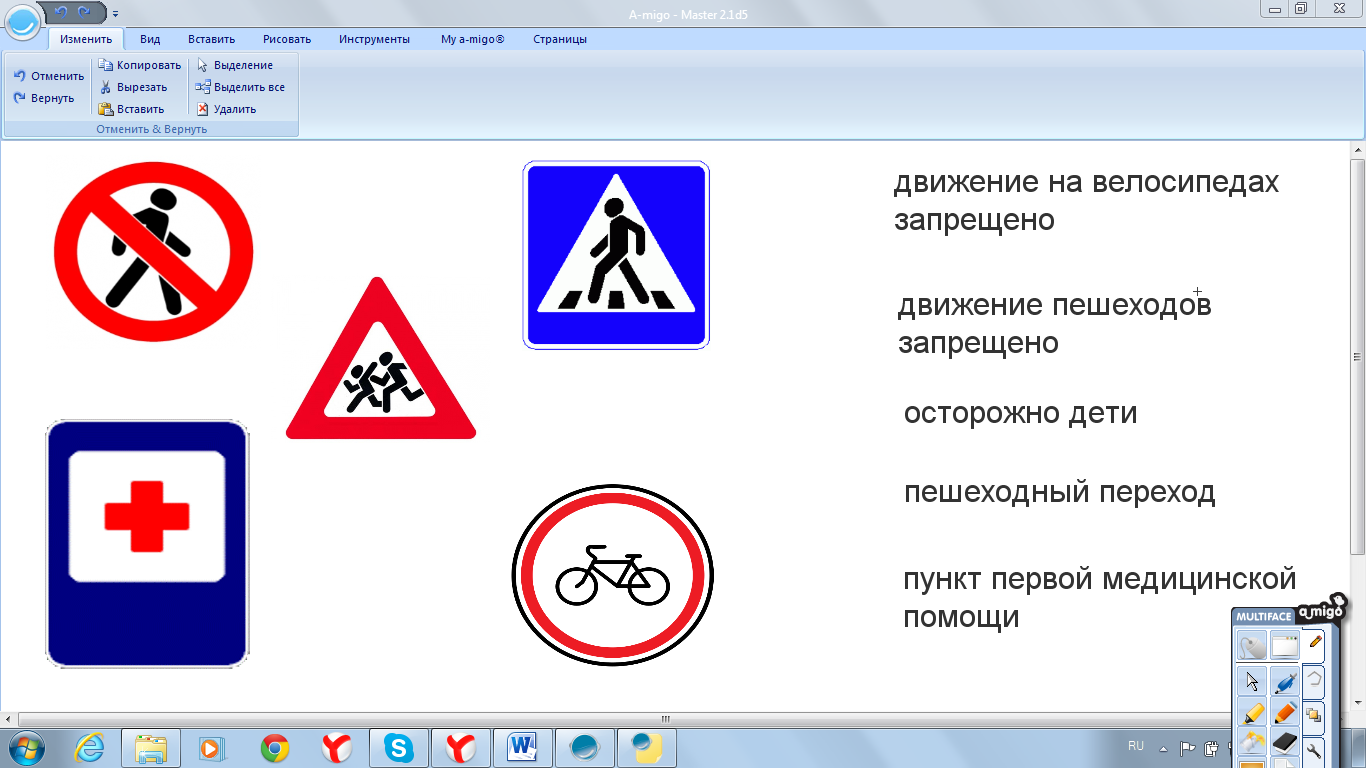 A-migo - Master 2.1d5
Изменить Вид Вставить Рисовать Инструменты My a-migo® Страницы
Отменить
Вернуть
Копировать
Вырезать
Вставить
Выделение
Выделить все
Удалить
Отменить & Вернуть
движение на велосипедах
запрещено
движение пешеходов
запрещено
осторожно дети
пешеходный переход
пункт первой медицинской
помощи
MULTIFACE a_migo
RU